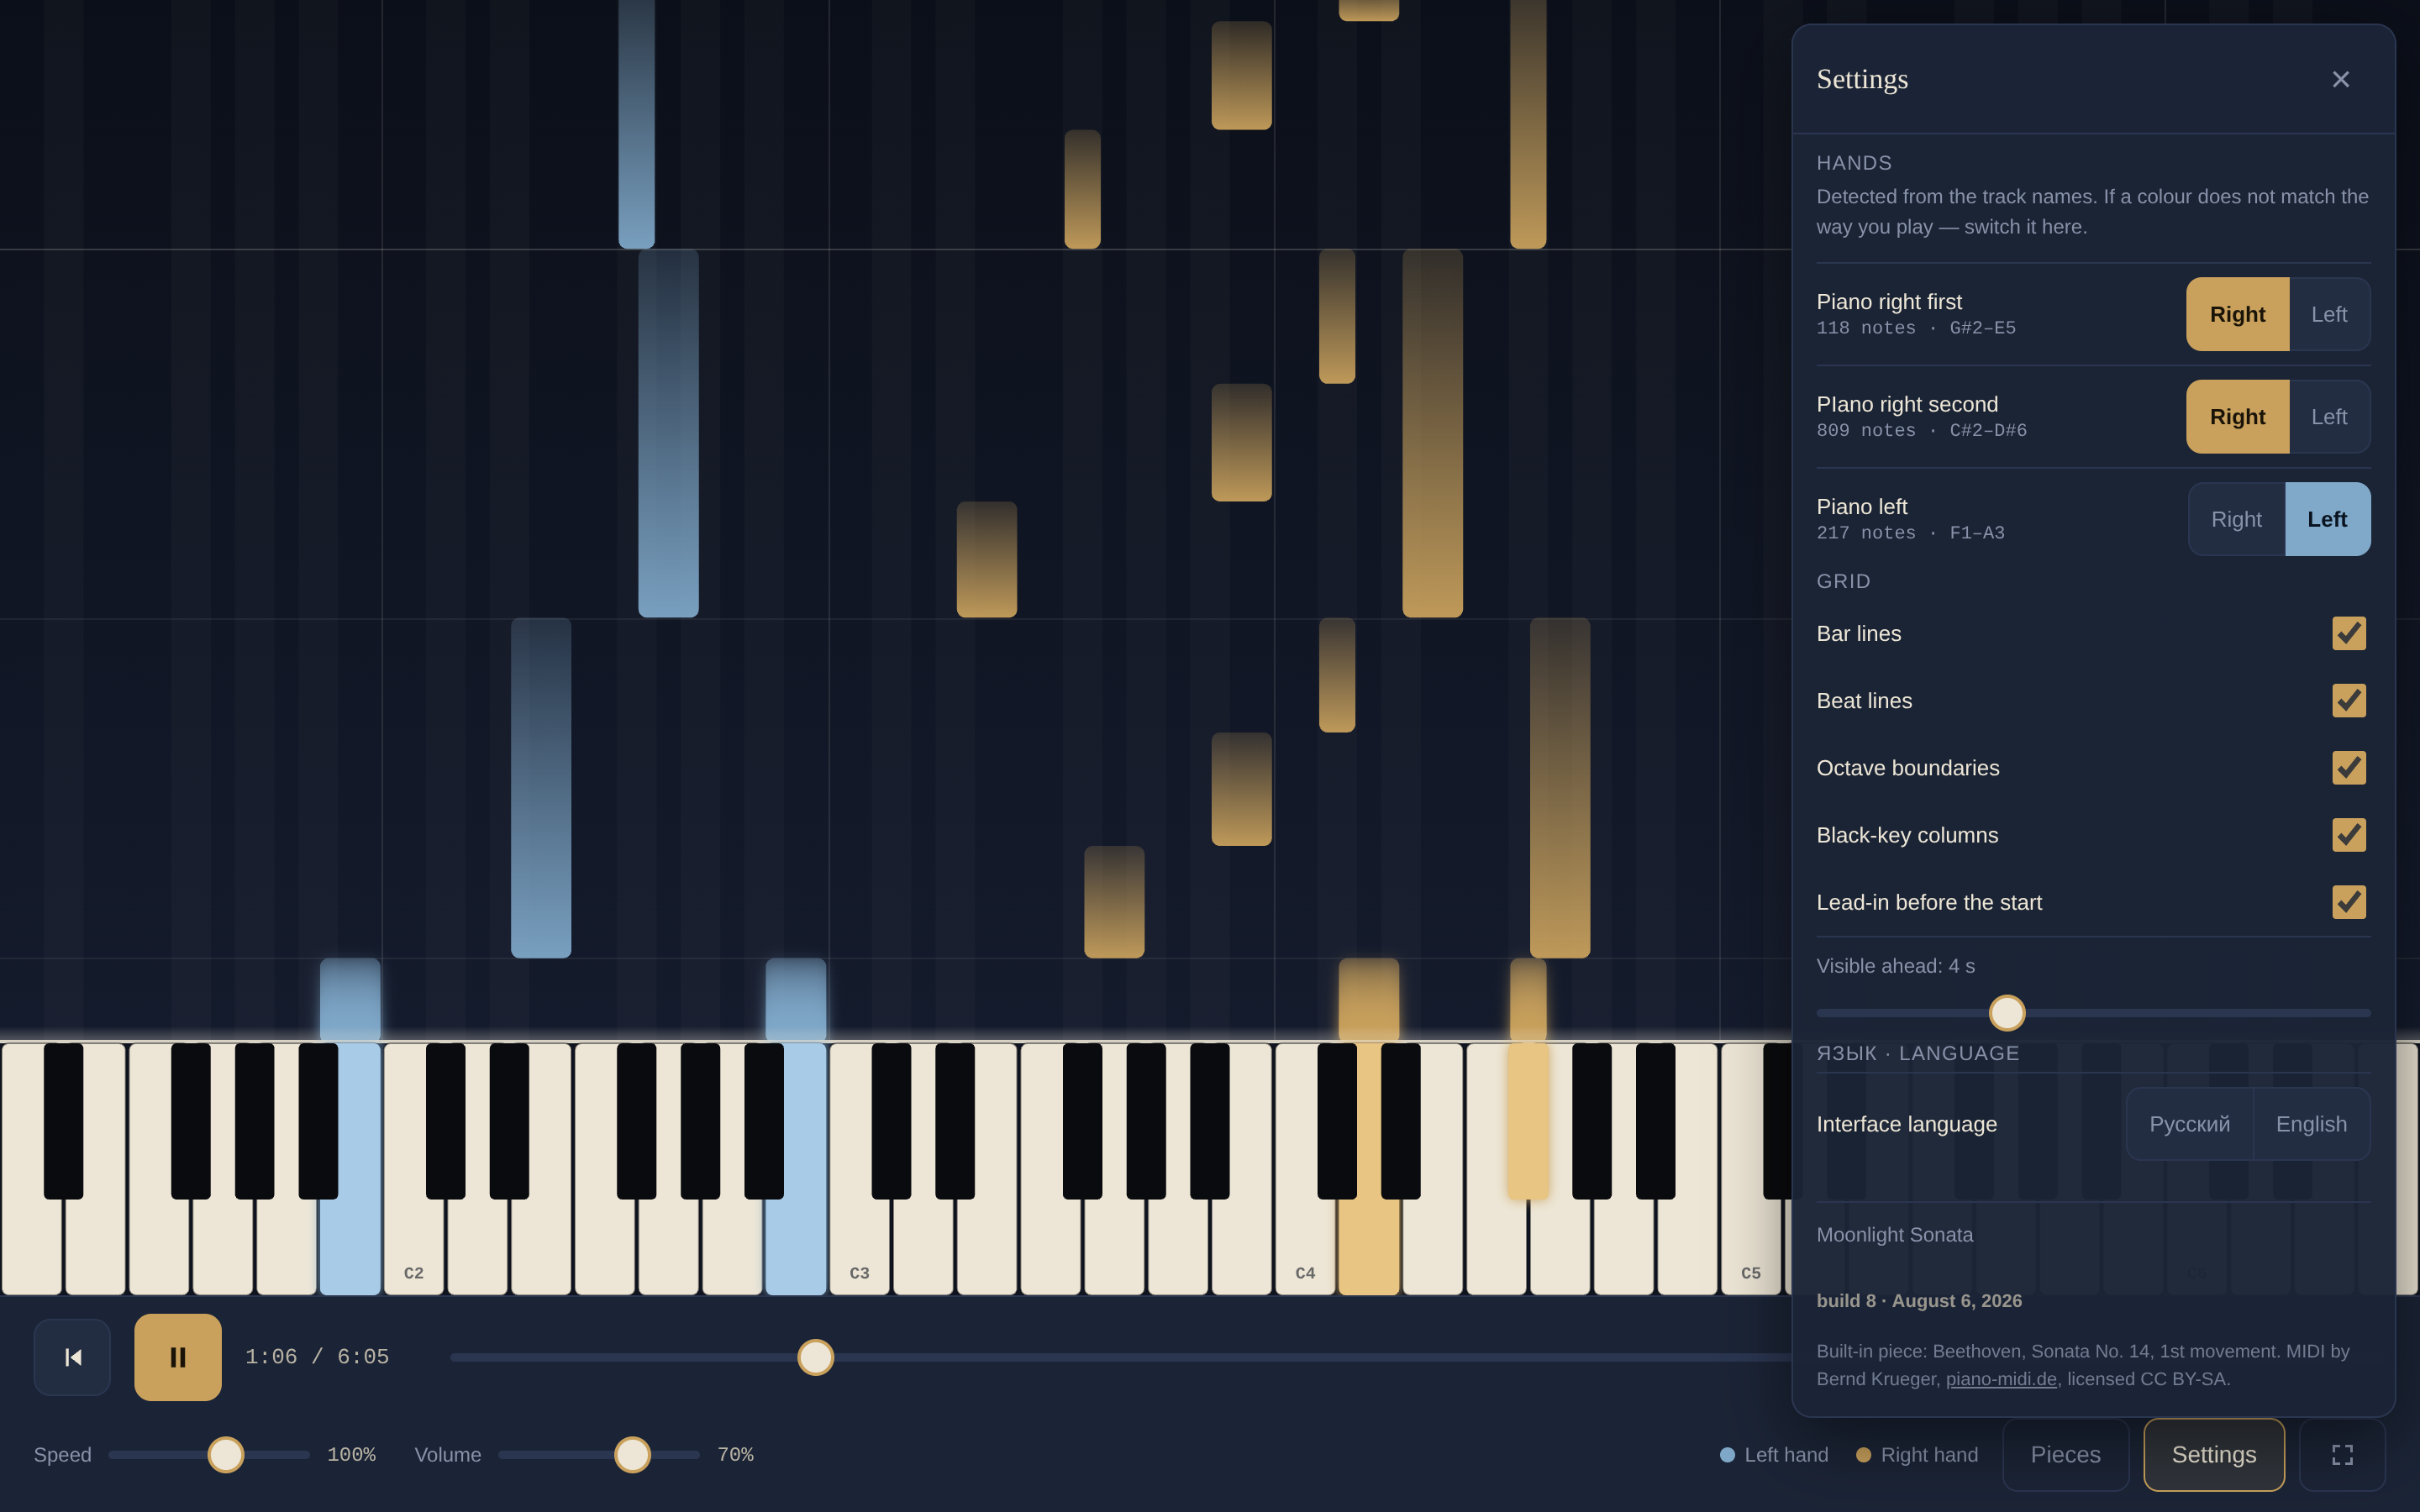 Settings
HANDS
Detected from the track names. If a colour does not match the
way you play — switch it here.
Piano right first
118 notes · G#2–E5
Right
Left
PIano right second
809 notes · C#2–D#6
Right
Left
Piano left
217 notes · F1–A3
Right
Left
GRID
Bar lines
Beat lines
Octave boundaries
Black-key columns
Lead-in before the start
Visible ahead: 4 s
ЯЗЫК · LANGUAGE
Interface language
Русский
English
Moonlight Sonata
build 8 · August 6, 2026
Built-in piece: Beethoven, Sonata No. 14, 1st movement. MIDI by
Bernd Krueger, piano-midi.de, licensed CC BY-SA.
C2
C3
C4
C5
1:06 / 6:05
Speed
100%
Volume
70%
Left hand
Right hand
Pieces
Settings